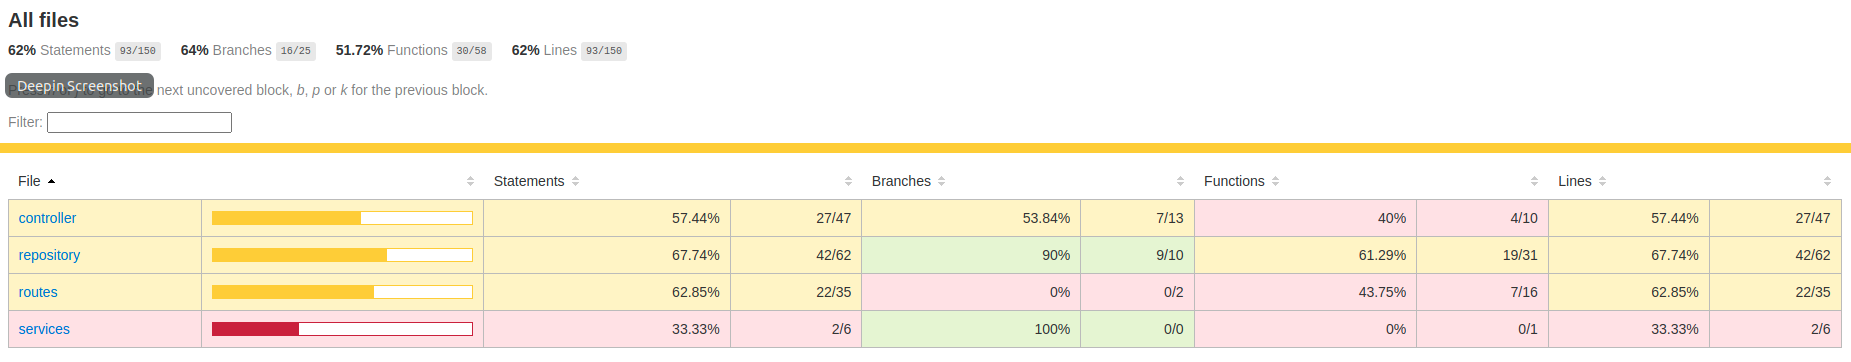 All files
62% Statements 93/150 64% Branches 16/25 51.72% Functions 30/58 62% Lines 93/150
Deepin Screenshot
next uncovered block, b, p or k for the previous block.
Filter:
File Statements Branches Functions Lines
controller 57.44% 27/47 53.84% 7/13 40% 4/10 57.44% 27/47
repository 67.74% 42/62 90% 9/10 61.29% 19/31 67.74% 42/62
routes 62.85% 22/35 0% 0/2 43.75% 7/16 62.85% 22/35
services 33.33% 2/6 100% 0/0 0% 0/1 33.33% 2/6